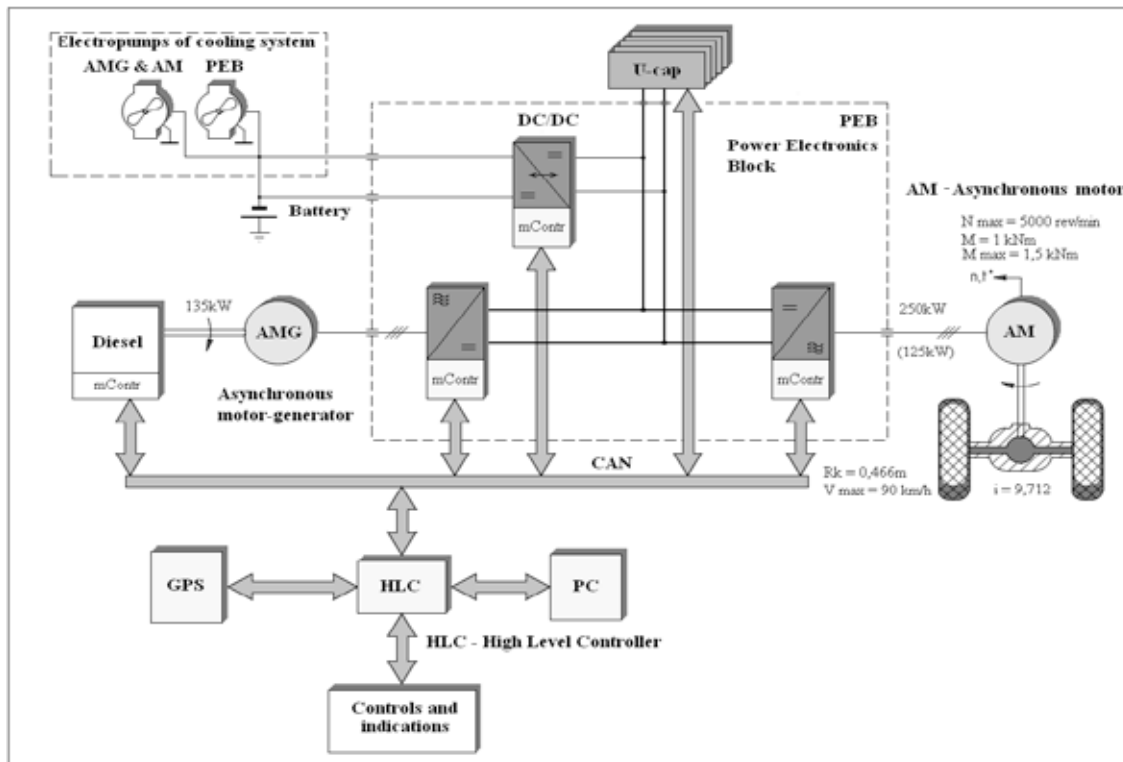 Electropumps of cooling system
AMG & AM
PEB
U-cap
DC/DC
PEB
Power Electronics
Block
mContr
Battery
AM - Asynchronous motor
N max = 5000 rew/min
M = 1 kNm
M max = 1,5 kNm
n,t°
135kW
Diesel
mContr
AMG
Asynchronous
motor-generator
mContr
mContr
250kW
(125kW)
AM
CAN
Rk = 0,466m
V max = 90 km/h
i = 9,712
GPS
HLC
PC
HLC - High Level Controller
Controls and
indications